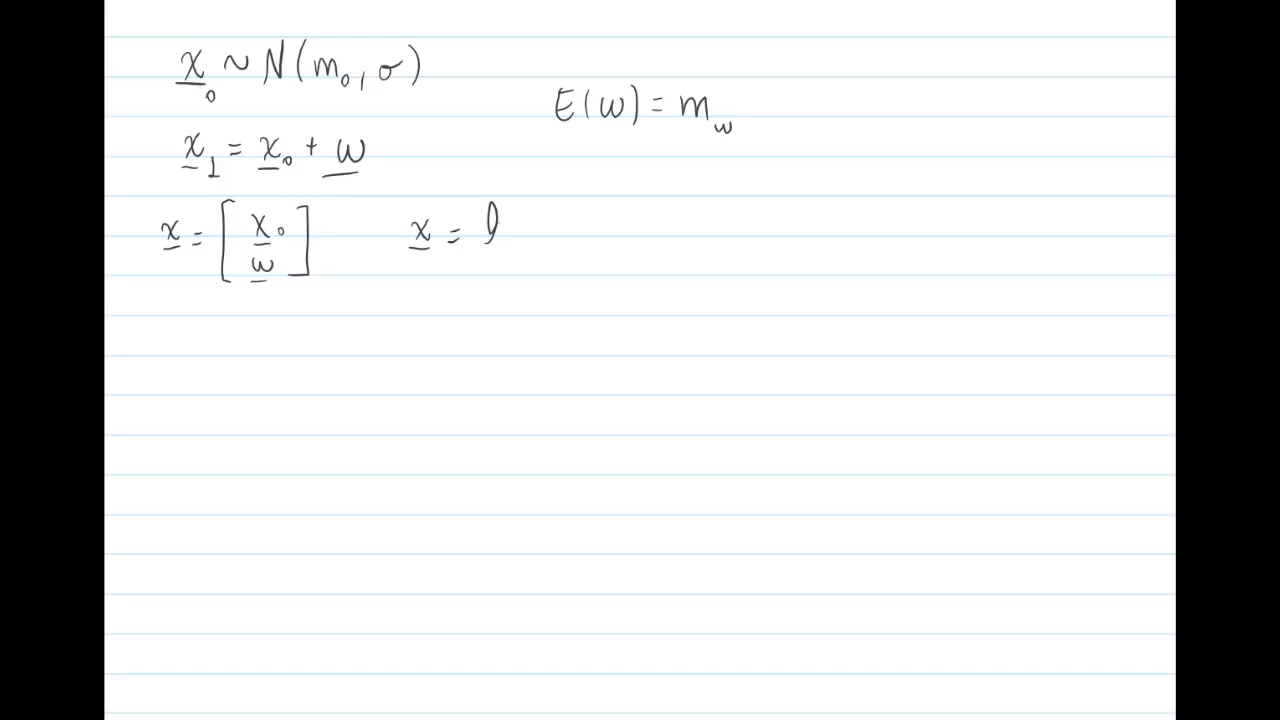 x₀ ~ N(m₀, σ)
E(w) = m_w
x₁ = x₀ + w
x = [x₀ w]
x =